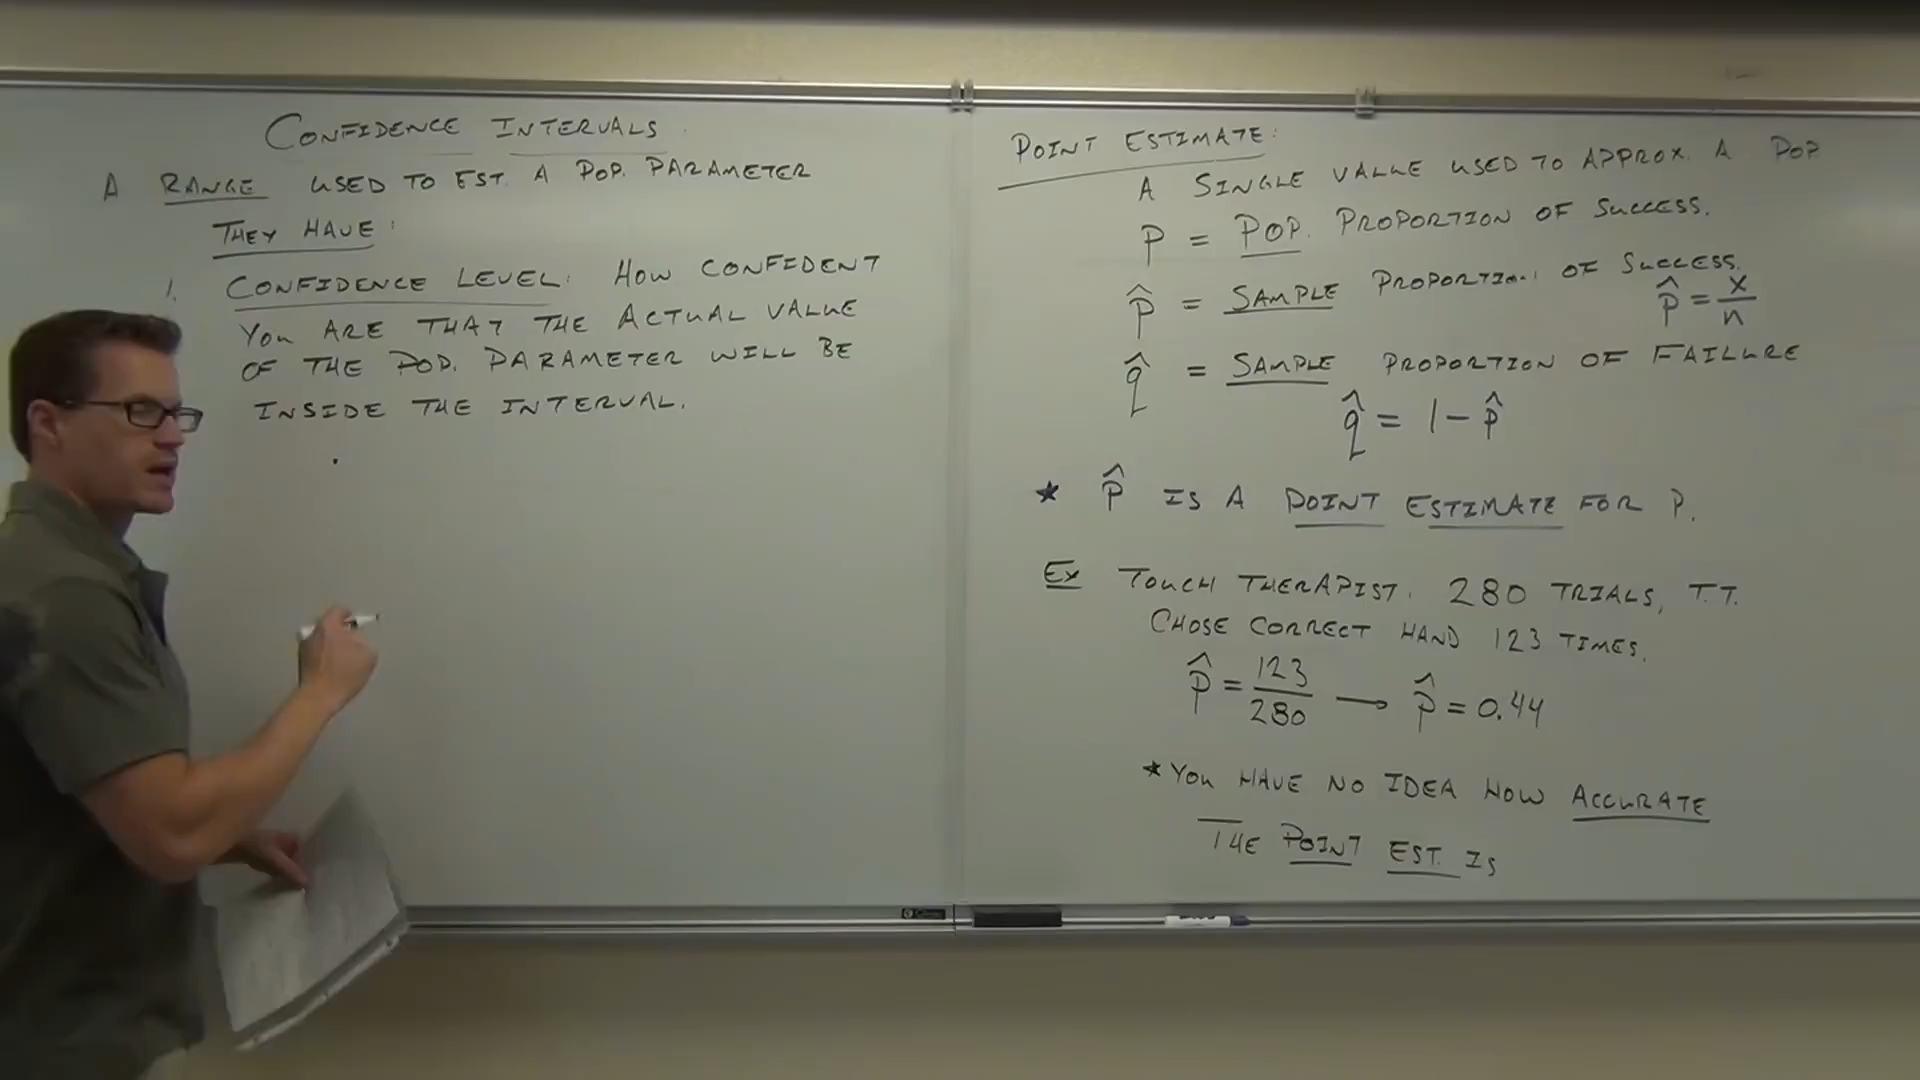 CONFIDENCE INTERVALS
A RANGE USED TO EST. A POP. PARAMETER
THEY HAVE:
1. CONFIDENCE LEVEL: HOW CONFIDENT
YOU ARE THAT THE ACTUAL VALUE
OF THE POP. PARAMETER WILL BE
INSIDE THE INTERVAL.
POINT ESTIMATE:
A SINGLE VALUE USED TO APPROX. A POP
P = POP. PROPORTION OF SUCCESS.
p̂ = SAMPLE PROPORTION OF SUCCESS.
p̂ = x/n
q̂ = SAMPLE PROPORTION OF FAILURE
q̂ = 1 - p̂
★ p̂ IS A POINT ESTIMATE FOR P.
Ex TOUCH THERAPIST. 280 TRIALS, T.T.
CHOSE CORRECT HAND 123 TIMES.
p̂ = 123/280 → p̂ = 0.44
* YOU HAVE NO IDEA HOW ACCURATE
THE POINT EST. IS